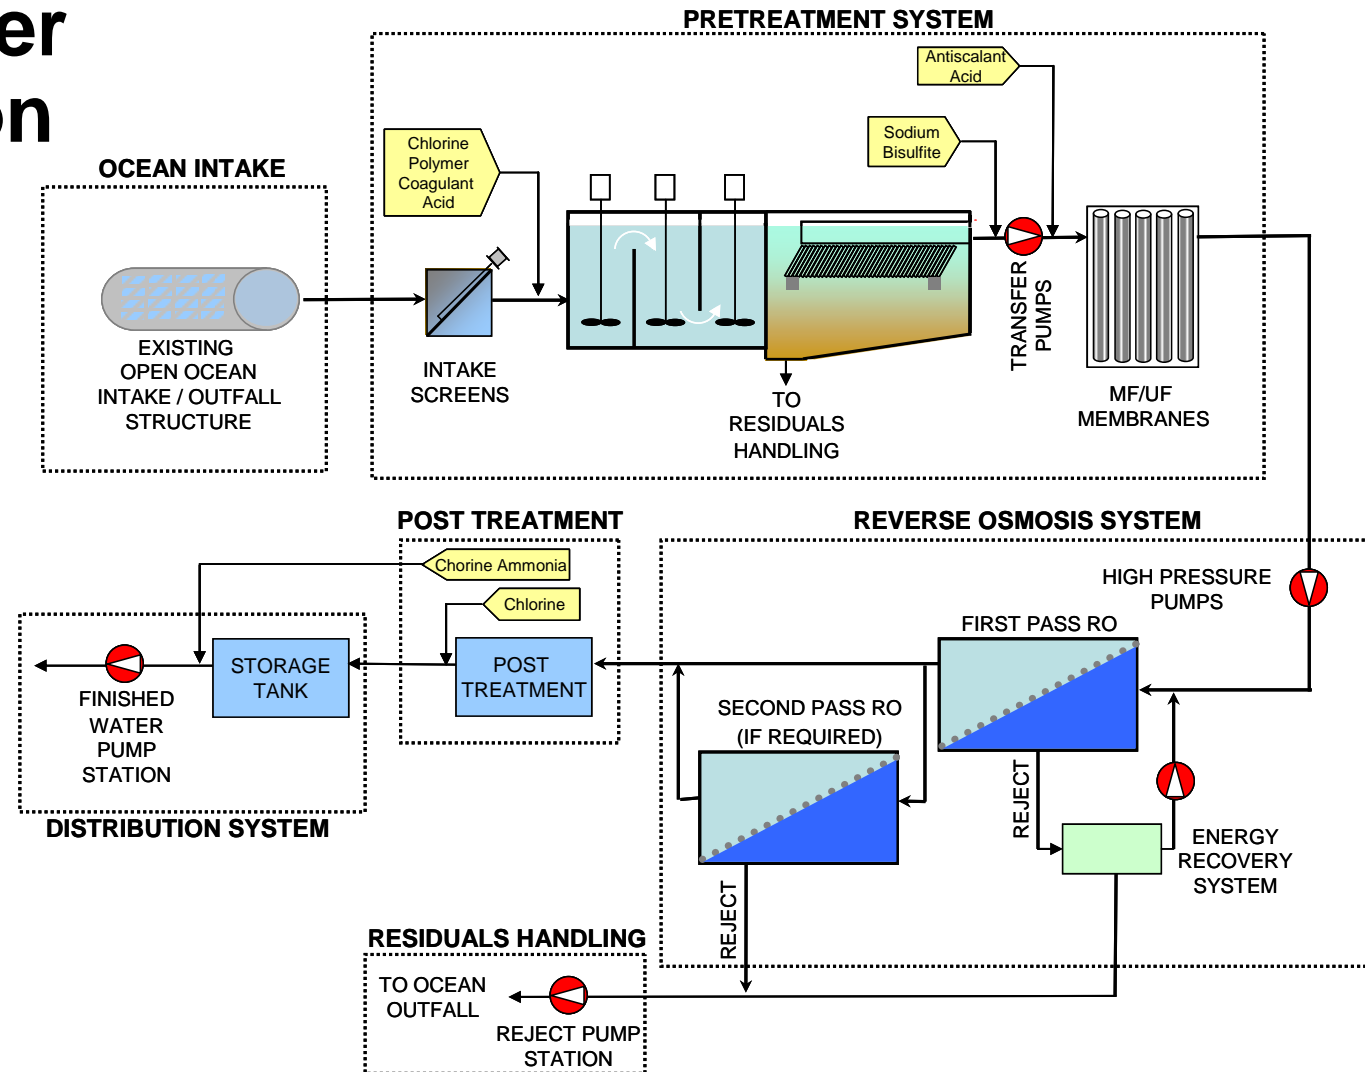 er
on
PRETREATMENT SYSTEM
Antiscalant
Acid
Sodium
Bisulfite
Chlorine
Polymer
Coagulant
Acid
OCEAN INTAKE
EXISTING
OPEN OCEAN
INTAKE / OUTFALL
STRUCTURE
INTAKE
SCREENS
TO
RESIDUALS
HANDLING
TRANSFER
PUMPS
MF/UF
MEMBRANES
POST TREATMENT
REVERSE OSMOSIS SYSTEM
Chorine Ammonia
Chlorine
HIGH PRESSURE
PUMPS
FIRST PASS RO
STORAGE
TANK
POST
TREATMENT
FINISHED
WATER
PUMP
STATION
SECOND PASS RO
(IF REQUIRED)
REJECT
ENERGY
RECOVERY
SYSTEM
DISTRIBUTION SYSTEM
REJECT
RESIDUALS HANDLING
TO OCEAN
OUTFALL
REJECT PUMP
STATION